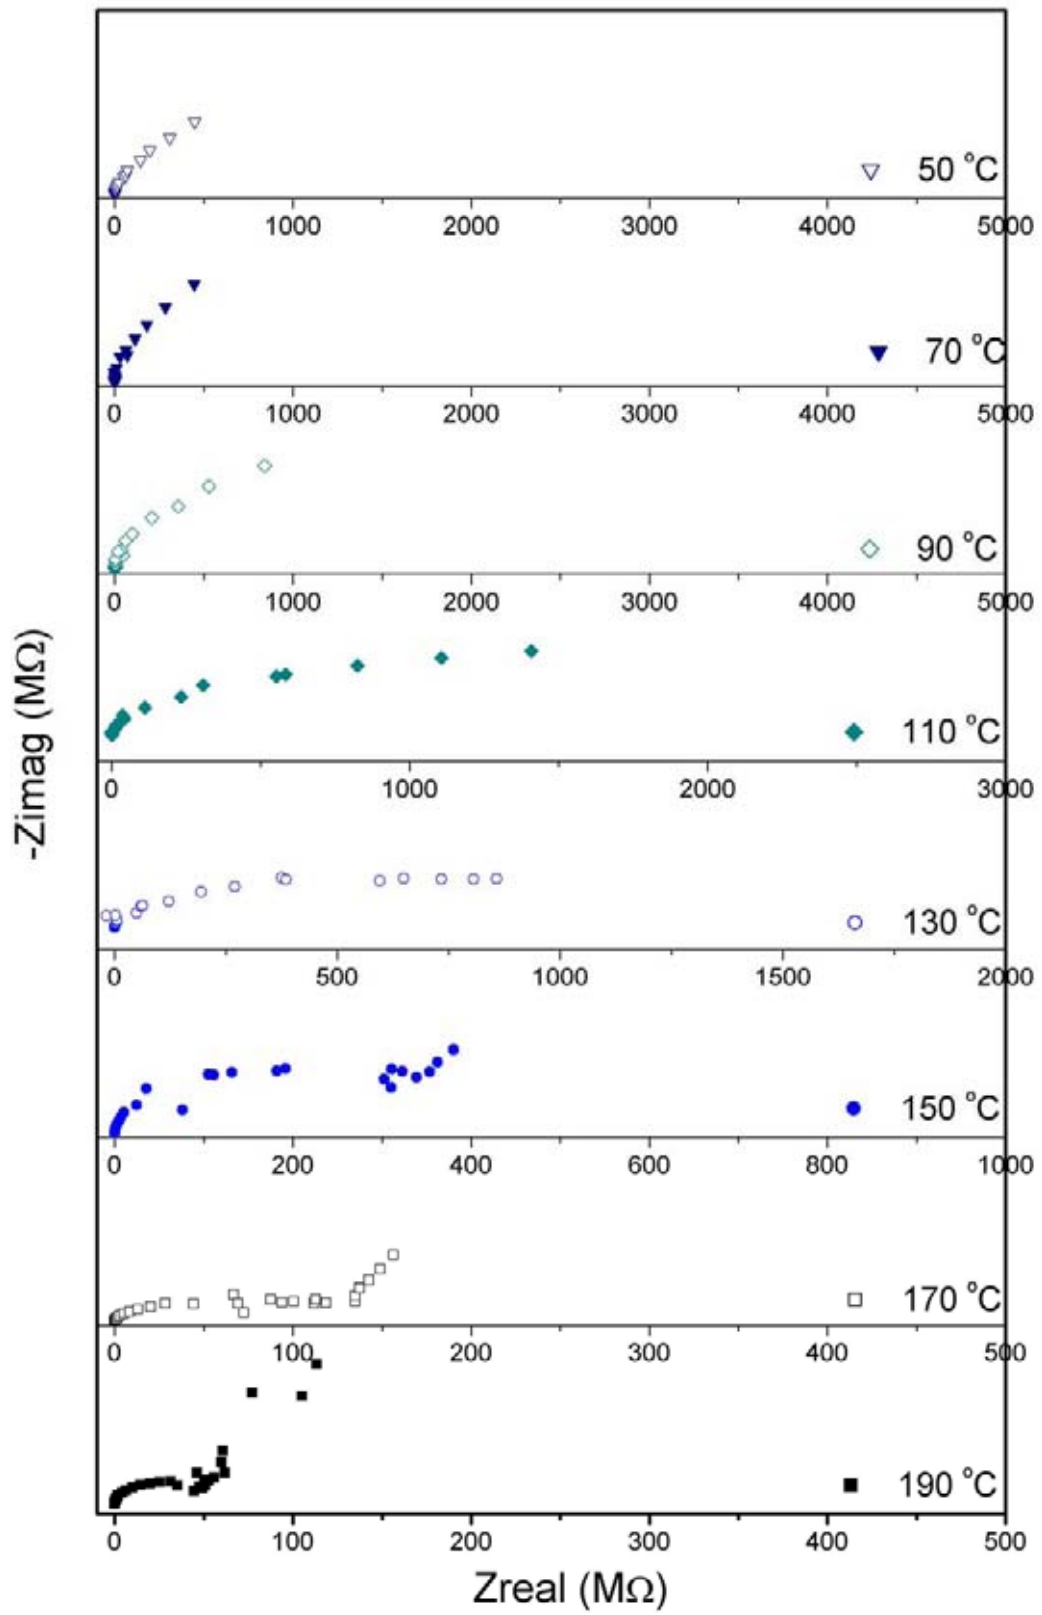 50 °C
0 1000 2000 3000 4000 5000
70 °C
0 1000 2000 3000 4000 5000
90 °C
0 1000 2000 3000 4000 5000
-Zimag (MΩ)
110 °C
0 1000 2000 3000
130 °C
0 500 1000 1500 2000
150 °C
0 200 400 600 800 1000
170 °C
0 100 200 300 400 500
190 °C
0 100 200 300 400 500
Zreal (MΩ)